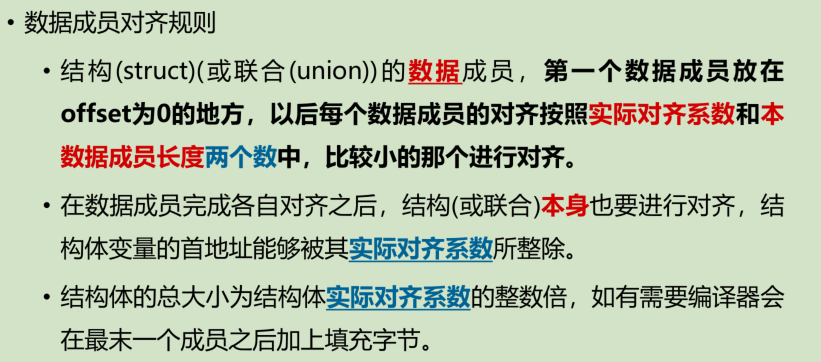 • 数据成员对齐规则
• 结构(struct)(或联合(union))的数据成员，第一个数据成员放在
offset为0的地方，以后每个数据成员的对齐按照实际对齐系数和本
数据成员长度两个数中，比较小的那个进行对齐。
• 在数据成员完成各自对齐之后，结构(或联合)本身也要进行对齐，结
构体变量的首地址能够被其实际对齐系数所整除。
• 结构体的总大小为结构体实际对齐系数的整数倍，如有需要编译器会
在最末一个成员之后加上填充字节。